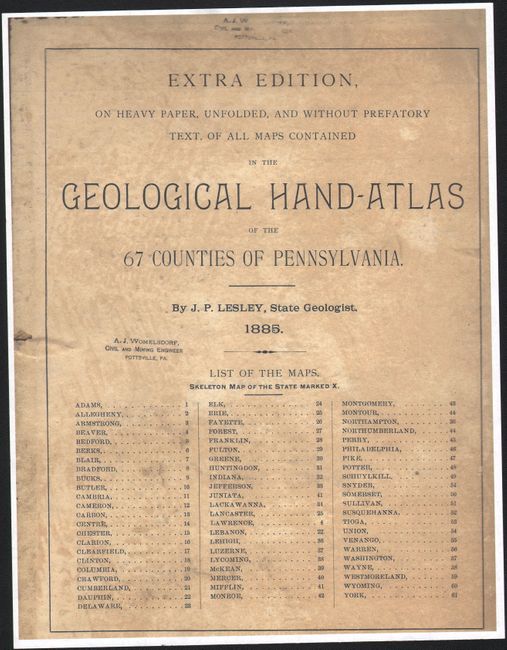 A. J. W
CIVIL AND M
POTTSVILLE, PA.
EXTRA EDITION,
ON HEAVY PAPER, UNFOLDED, AND WITHOUT PREFATORY
TEXT, OF ALL MAPS CONTAINED
IN THE
GEOLOGICAL HAND-ATLAS
OF THE
67 COUNTIES OF PENNSYLVANIA.
By J. P. LESLEY, State Geologist.
1885.
A. J. WOMELSDORF,
CIVIL AND MINING ENGINEER
POTTSVILLE, PA.
LIST OF THE MAPS.
SKELETON MAP OF THE STATE MARKED X.
ADAMS, 1
ALLEGHENY, 2
ARMSTRONG, 3
BEAVER, 4
BEDFORD, 5
BERKS, 6
BLAIR, 7
BRADFORD, 8
BUCKS, 9
BUTLER, 10
CAMBRIA, 11
CAMERON, 12
CARBON, 13
CENTRE, 14
CHESTER, 15
CLARION, 16
CLEARFIELD, 17
CLINTON, 18
COLUMBIA, 19
CRAWFORD, 20
CUMBERLAND, 21
DAUPHIN, 22
DELAWARE, 23
ELK, 24
ERIE, 25
FAYETTE, 26
FOREST, 27
FRANKLIN, 28
FULTON, 29
GREENE, 30
HUNTINGDON, 31
INDIANA, 32
JEFFERSON, 33
JUNIATA, 41
LACKAWANNA, 34
LANCASTER,
LAWRENCE, 4
LEBANON, 22
LEHIGH, 36
LUZERNE, 37
LYCOMING, 38
McKEAN, 39
MERCER, 40
MIFFLIN, 41
MONROE, 42
MONTGOMERY, 43
MONTOUR, 44
NORTHAMPTON, 36
NORTHUMBERLAND, 44
PERRY, 45
PHILADELPHIA, 46
PIKE, 47
POTTER, 48
SCHUYLKILL, 49
SNYDER,
SOMERSET, 50
SULLIVAN, 51
SUSQUEHANNA, 52
TIOGA, 53
UNION, 54
VENANGO, 55
WARREN, 56
WASHINGTON, 57
WAYNE, 58
WESTMORELAND, 59
WYOMING, 60
YORK, 61